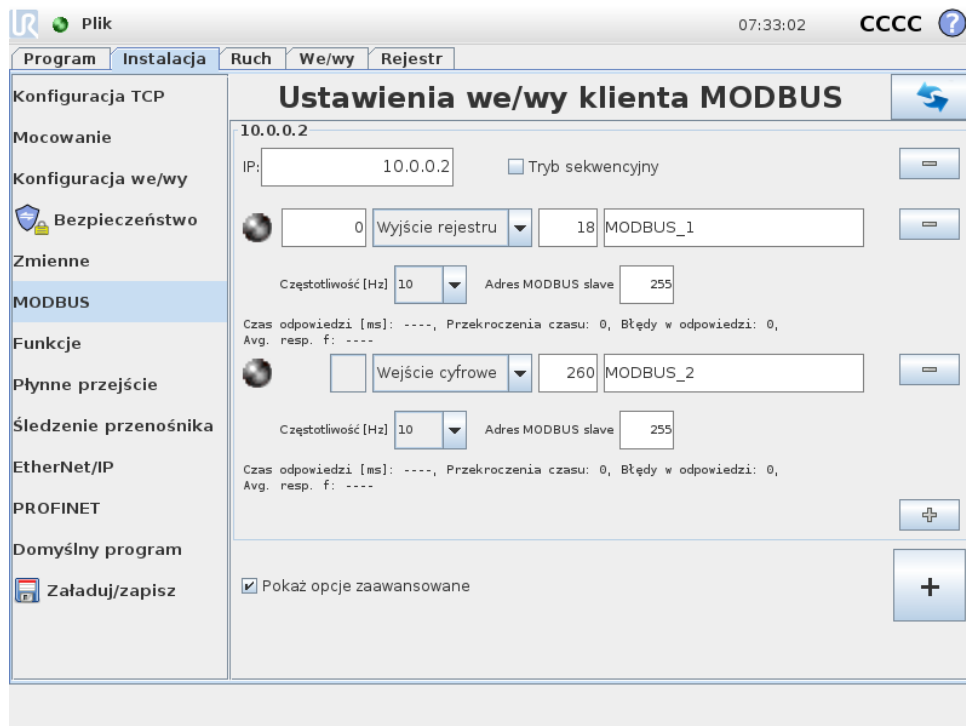 UR Plik 07:33:02 CCCC ?
Program Instalacja Ruch We/wy Rejestr
Konfiguracja TCP
Mocowanie
Konfiguracja we/wy
Bezpieczeństwo
Zmienne
MODBUS
Funkcje
Płynne przejście
Śledzenie przenośnika
EtherNet/IP
PROFINET
Domyślny program
Załaduj/zapisz
Ustawienia we/wy klienta MODBUS
10.0.0.2
IP: 10.0.0.2 Tryb sekwencyjny
0 Wyjście rejestru 18 MODBUS_1
Częstotliwość [Hz] 10 Adres MODBUS slave 255
Czas odpowiedzi [ms]: ----, Przekroczenia czasu: 0, Błędy w odpowiedzi: 0,
Avg. resp. f: ----
Wejście cyfrowe 260 MODBUS_2
Częstotliwość [Hz] 10 Adres MODBUS slave 255
Czas odpowiedzi [ms]: ----, Przekroczenia czasu: 0, Błędy w odpowiedzi: 0,
Avg. resp. f: ----
Pokaż opcje zaawansowane